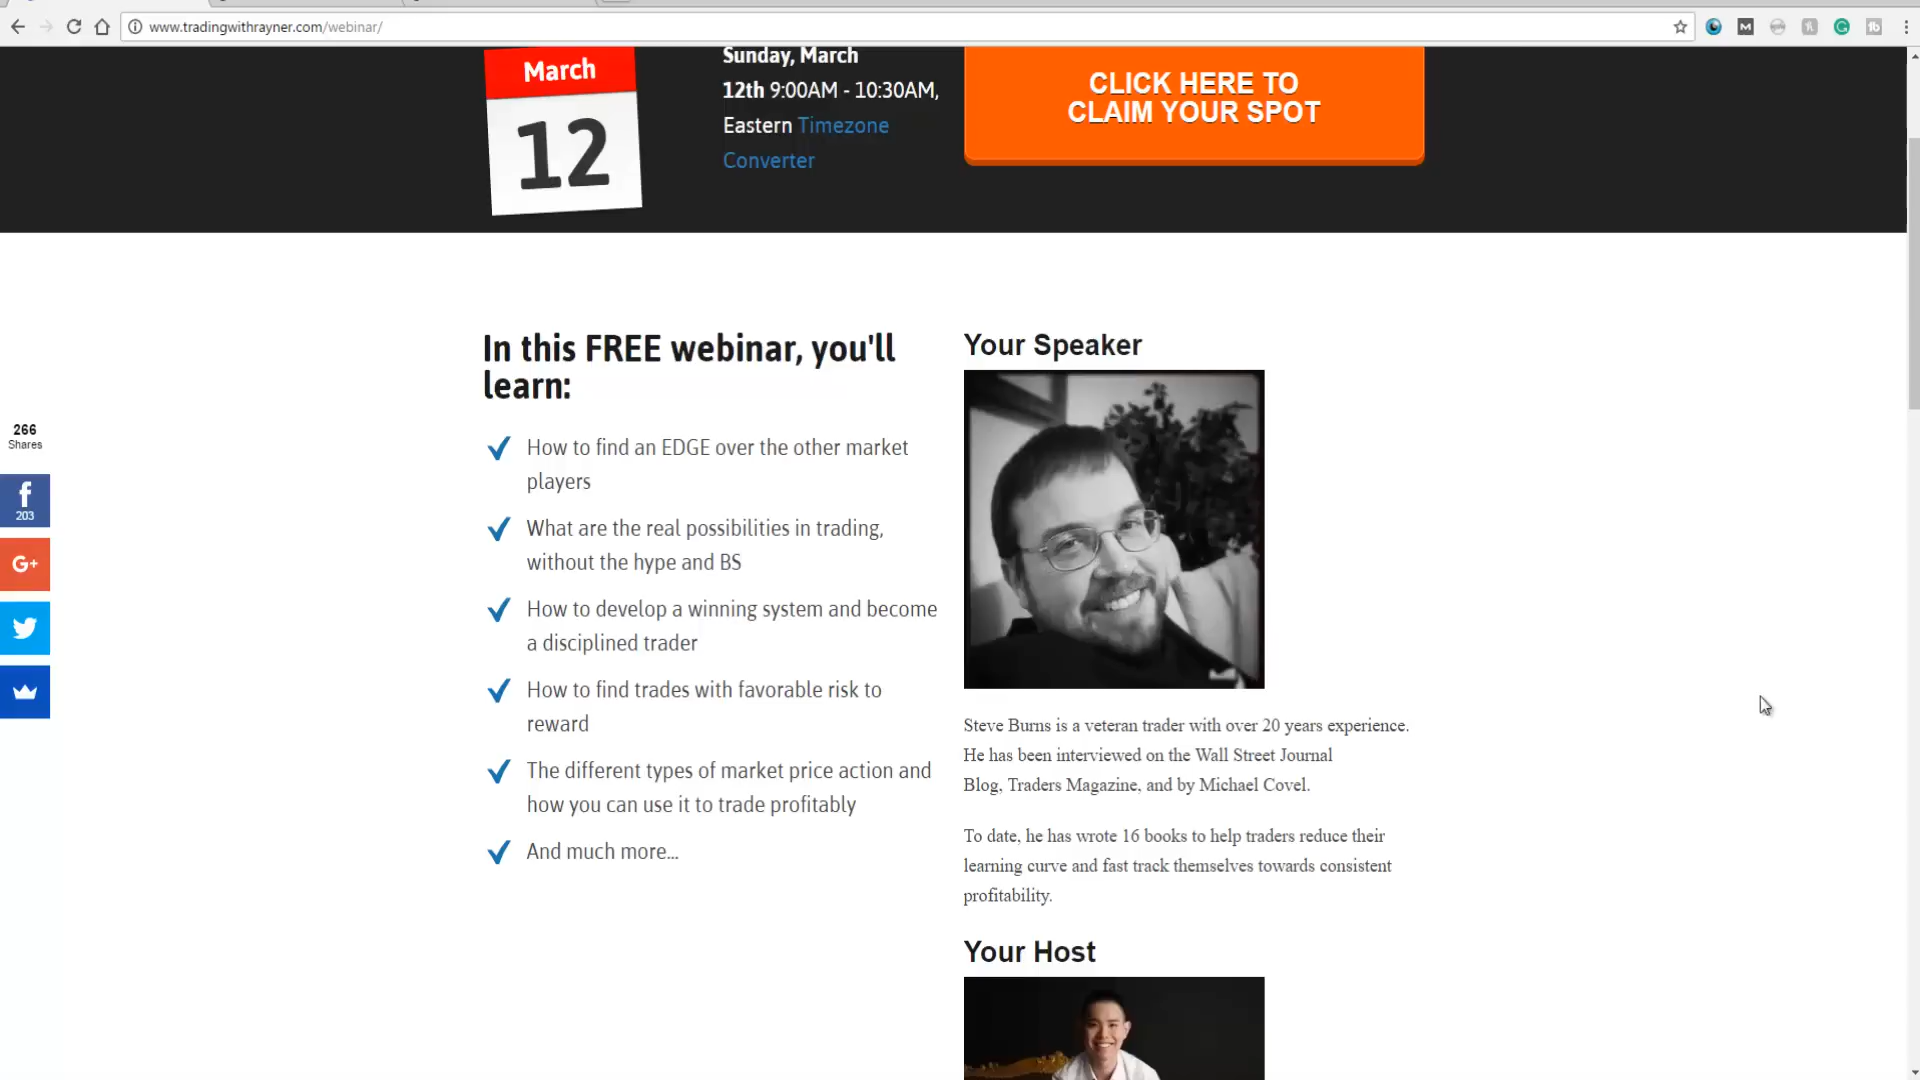 www.tradingwithrayner.com/webinar/
March
12
Sunday, March
12th 9:00AM - 10:30AM,
Eastern Timezone
Converter
CLICK HERE TO
CLAIM YOUR SPOT
In this FREE webinar, you'll
learn:
How to find an EDGE over the other market
players
What are the real possibilities in trading,
without the hype and BS
How to develop a winning system and become
a disciplined trader
How to find trades with favorable risk to
reward
The different types of market price action and
how you can use it to trade profitably
And much more...
Your Speaker
Steve Burns is a veteran trader with over 20 years experience.
He has been interviewed on the Wall Street Journal
Blog, Traders Magazine, and by Michael Covel.
To date, he has wrote 16 books to help traders reduce their
learning curve and fast track themselves towards consistent
profitability.
Your Host
266
Shares
f
203
G+